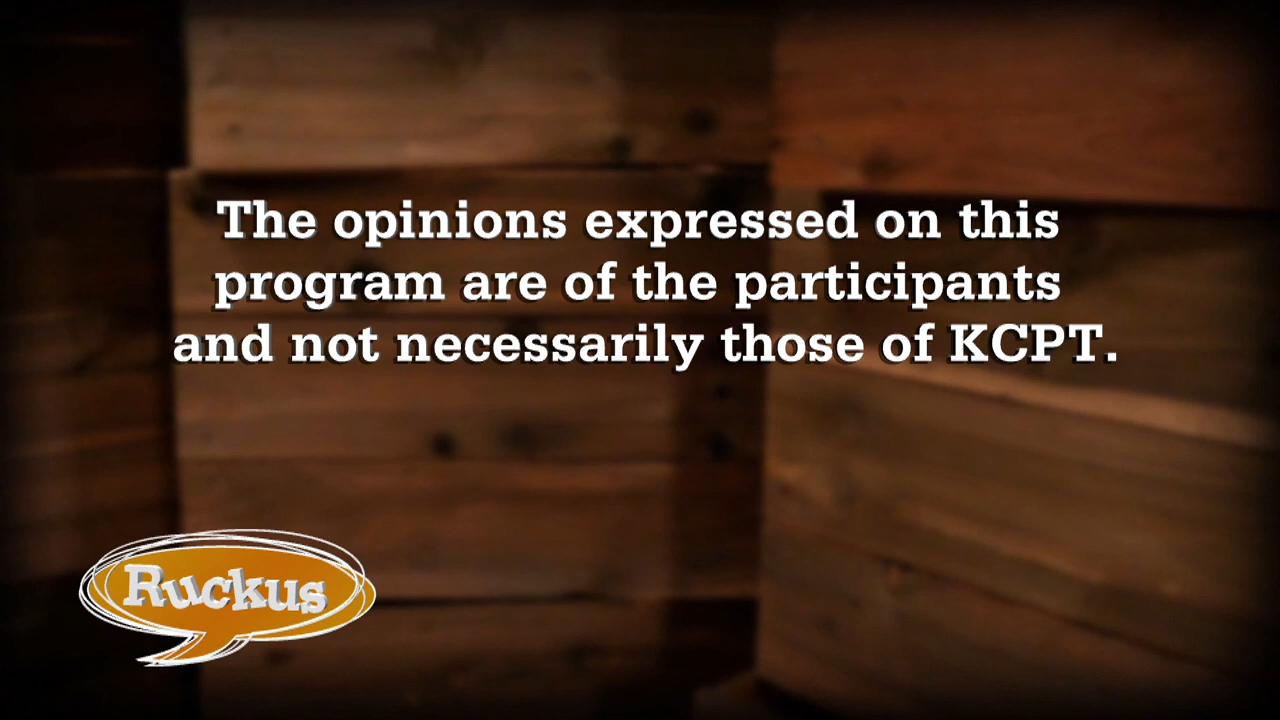 The opinions expressed on this
program are of the participants
and not necessarily those of KCPT.
Ruckus